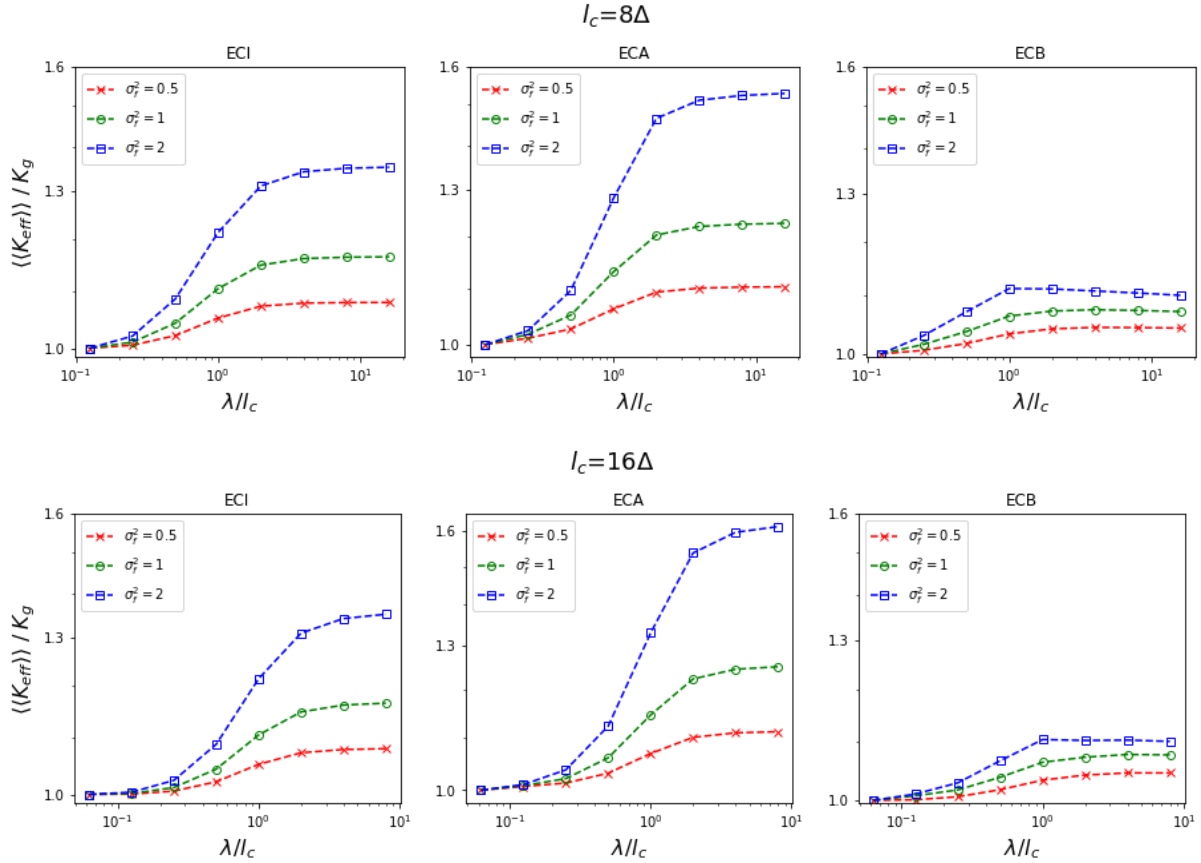 l_c=8Δ
ECI
1.6
1.3
1.0
σ_f^2 = 0.5
σ_f^2 = 1
σ_f^2 = 2
⟨⟨K_{eff}⟩⟩ / K_g
10^{-1}
10^0
10^1
λ/l_c
ECA
1.6
1.3
1.0
σ_f^2 = 0.5
σ_f^2 = 1
σ_f^2 = 2
10^{-1}
10^0
10^1
λ/l_c
ECB
1.6
1.3
1.0
σ_f^2 = 0.5
σ_f^2 = 1
σ_f^2 = 2
10^{-1}
10^0
10^1
λ/l_c
l_c=16Δ
ECI
1.6
1.3
1.0
σ_f^2 = 0.5
σ_f^2 = 1
σ_f^2 = 2
⟨⟨K_{eff}⟩⟩ / K_g
10^{-1}
10^0
10^1
λ/l_c
ECA
1.6
1.3
1.0
σ_f^2 = 0.5
σ_f^2 = 1
σ_f^2 = 2
10^{-1}
10^0
10^1
λ/l_c
ECB
1.6
1.3
1.0
σ_f^2 = 0.5
σ_f^2 = 1
σ_f^2 = 2
10^{-1}
10^0
10^1
λ/l_c